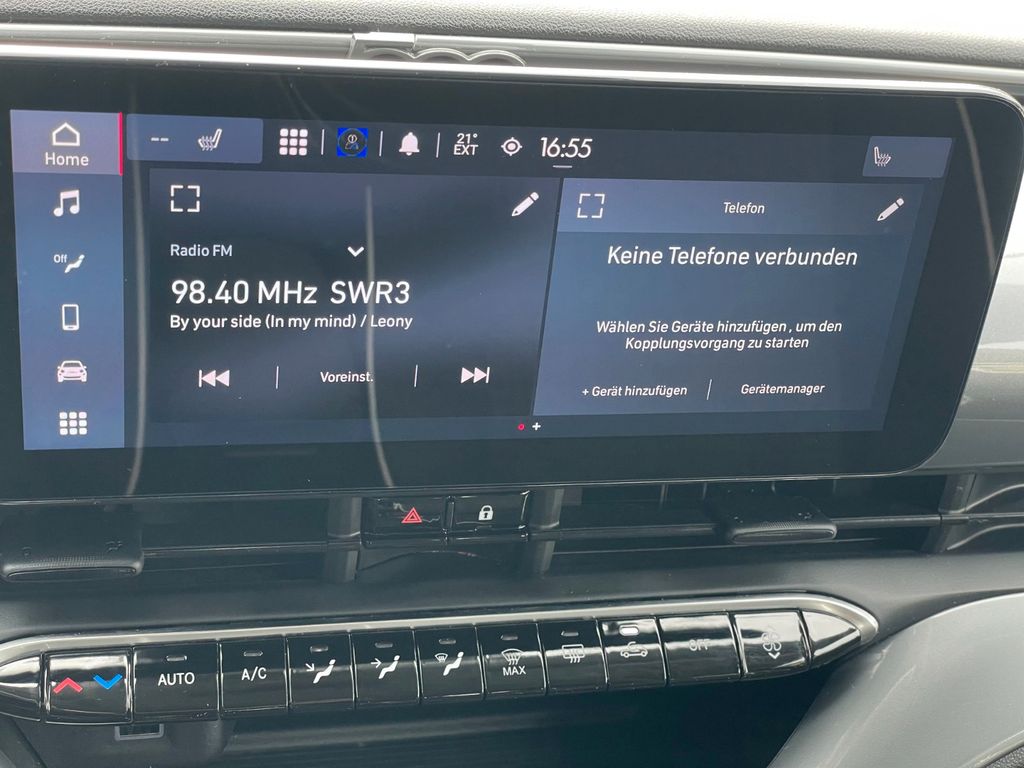 Home
--
21°
EXT
16:55
Off
Radio FM
98.40 MHz SWR3
By your side (In my mind) / Leony
Voreinst.
Telefon
Keine Telefone verbunden
Wählen Sie Geräte hinzufügen , um den
Kopplungsvorgang zu starten
+ Gerät hinzufügen
Gerätemanager
AUTO
A/C
MAX
OFF